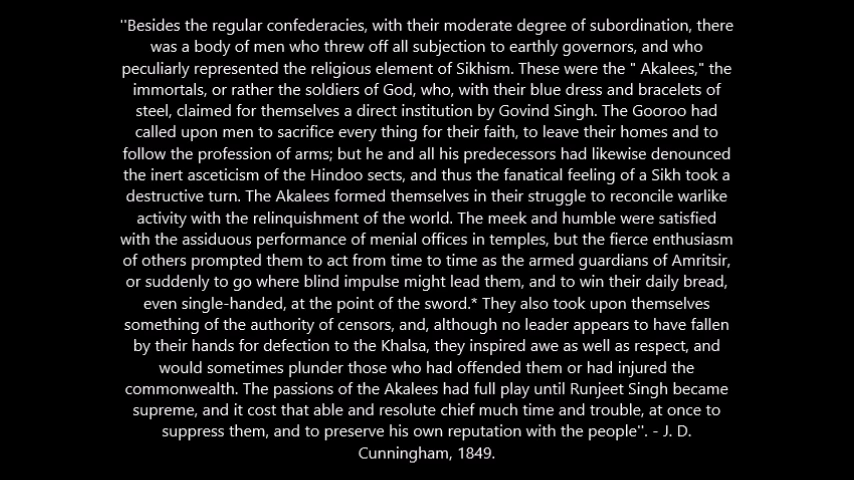 ''Besides the regular confederacies, with their moderate degree of subordination, there
was a body of men who threw off all subjection to earthly governors, and who
peculiarly represented the religious element of Sikhism. These were the " Akalees," the
immortals, or rather the soldiers of God, who, with their blue dress and bracelets of
steel, claimed for themselves a direct institution by Govind Singh. The Gooroo had
called upon men to sacrifice every thing for their faith, to leave their homes and to
follow the profession of arms; but he and all his predecessors had likewise denounced
the inert asceticism of the Hindoo sects, and thus the fanatical feeling of a Sikh took a
destructive turn. The Akalees formed themselves in their struggle to reconcile warlike
activity with the relinquishment of the world. The meek and humble were satisfied
with the assiduous performance of menial offices in temples, but the fierce enthusiasm
of others prompted them to act from time to time as the armed guardians of Amritsir,
or suddenly to go where blind impulse might lead them, and to win their daily bread,
even single-handed, at the point of the sword.* They also took upon themselves
something of the authority of censors, and, although no leader appears to have fallen
by their hands for defection to the Khalsa, they inspired awe as well as respect, and
would sometimes plunder those who had offended them or had injured the
commonwealth. The passions of the Akalees had full play until Runjeet Singh became
supreme, and it cost that able and resolute chief much time and trouble, at once to
suppress them, and to preserve his own reputation with the people''. - J. D.
Cunningham, 1849.